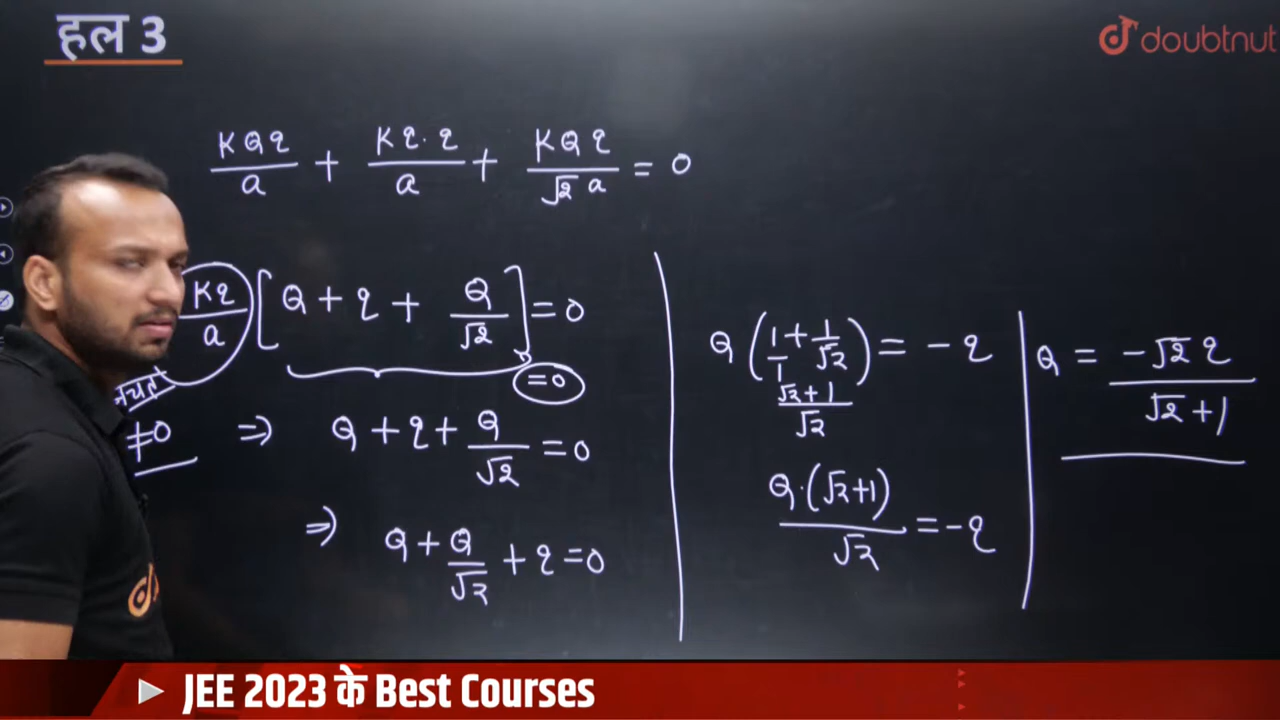 हल 3
doubtnut
KQq/a + Kq·q/a + KQq/√2 a = 0
Kq/a [Q + q + Q/√2] = 0
= 0
नियत
≠0 ⇒ Q + q + Q/√2 = 0
⇒ Q + Q/√2 + q = 0
Q (1/1 + 1/√2) = -q
√2+1/√2
Q·(√2+1)/√2 = -q
Q = -√2 q/√2+1
JEE 2023 के Best Courses